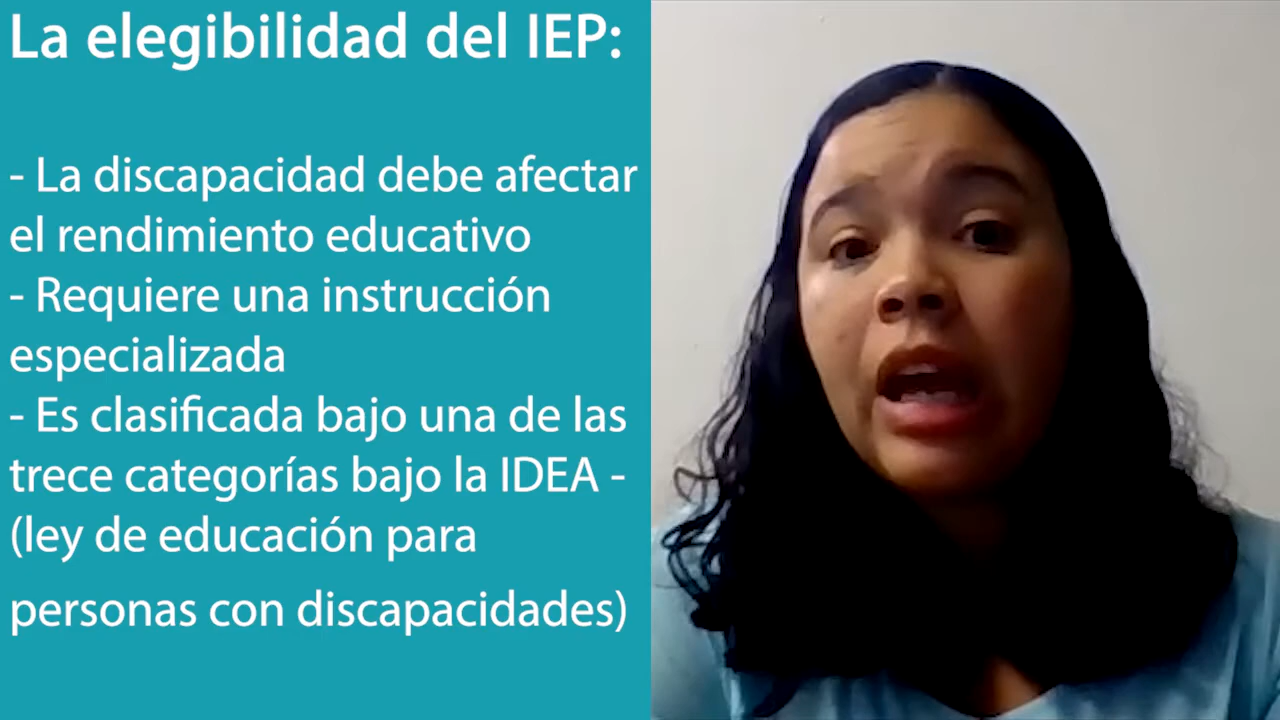 La elegibilidad del IEP:
- La discapacidad debe afectar
el rendimiento educativo
- Requiere una instrucción
especializada
- Es clasificada bajo una de las
trece categorías bajo la IDEA -
(ley de educación para
personas con discapacidades)